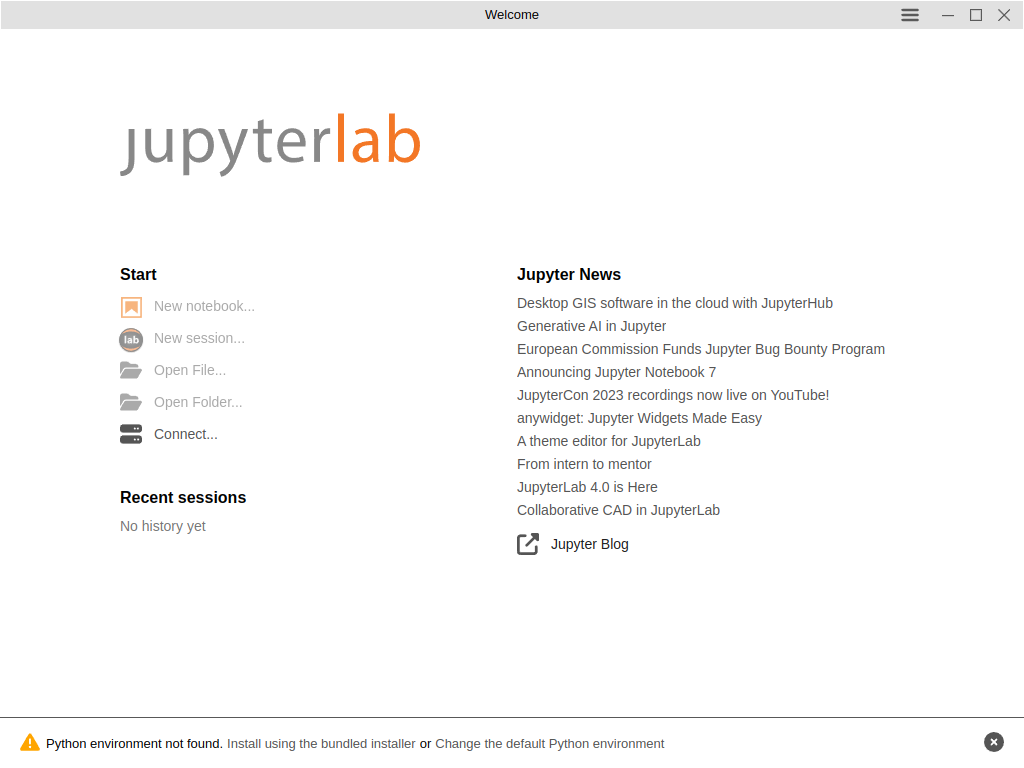 Welcome
jupyterlab
Start
New notebook...
lab New session...
Open File...
Open Folder...
Connect...
Recent sessions
No history yet
Jupyter News
Desktop GIS software in the cloud with JupyterHub
Generative AI in Jupyter
European Commission Funds Jupyter Bug Bounty Program
Announcing Jupyter Notebook 7
JupyterCon 2023 recordings now live on YouTube!
anywidget: Jupyter Widgets Made Easy
A theme editor for JupyterLab
From intern to mentor
JupyterLab 4.0 is Here
Collaborative CAD in JupyterLab
Jupyter Blog
Python environment not found. Install using the bundled installer or Change the default Python environment